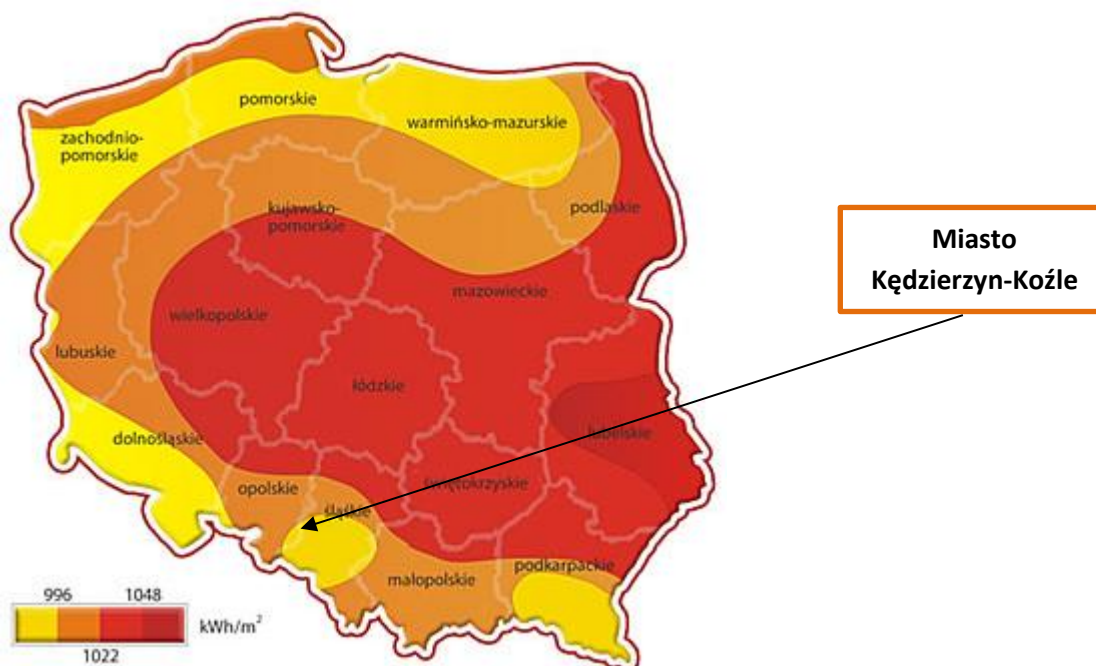 pomorskie
warmińsko-mazurskie
zachodnio-
pomorskie
podlaskie
kujawsko-
pomorskie
Miasto
Kędzierzyn-Koźle
mazowieckie
wielkopolskie
lubuskie
łódzkie
lubelskie
dolnośląskie
opolskie
świętokrzyskie
śląskie
podkarpackie
małopolskie
996 1048
kWh/m²
1022